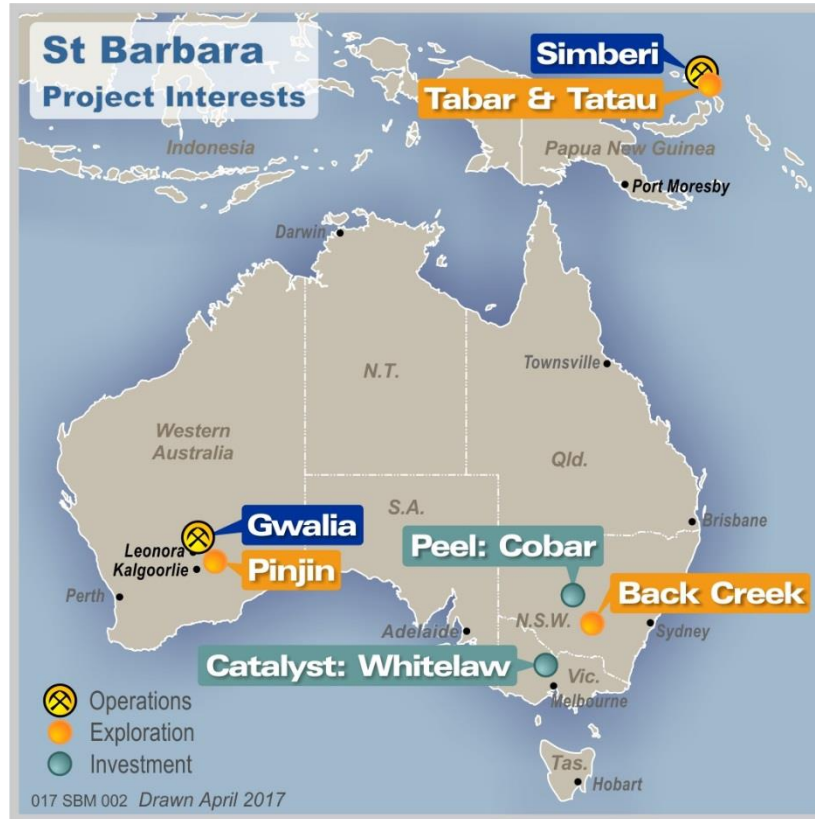 St Barbara
Project Interests
Simberi
Tabar & Tatau
Indonesia
Papua New Guinea
Port Moresby
Darwin
Townsville
N.T.
Western
Australia
Qld.
S.A.
Gwalia
Brisbane
Leonora
Kalgoorlie
Peel: Cobar
Pinjin
Back Creek
Perth
N.S.W.
Adelaide
Sydney
Catalyst: Whitelaw
Vic.
Melbourne
Operations
Exploration
Investment
Tas.
Hobart
017 SBM 002 Drawn April 2017